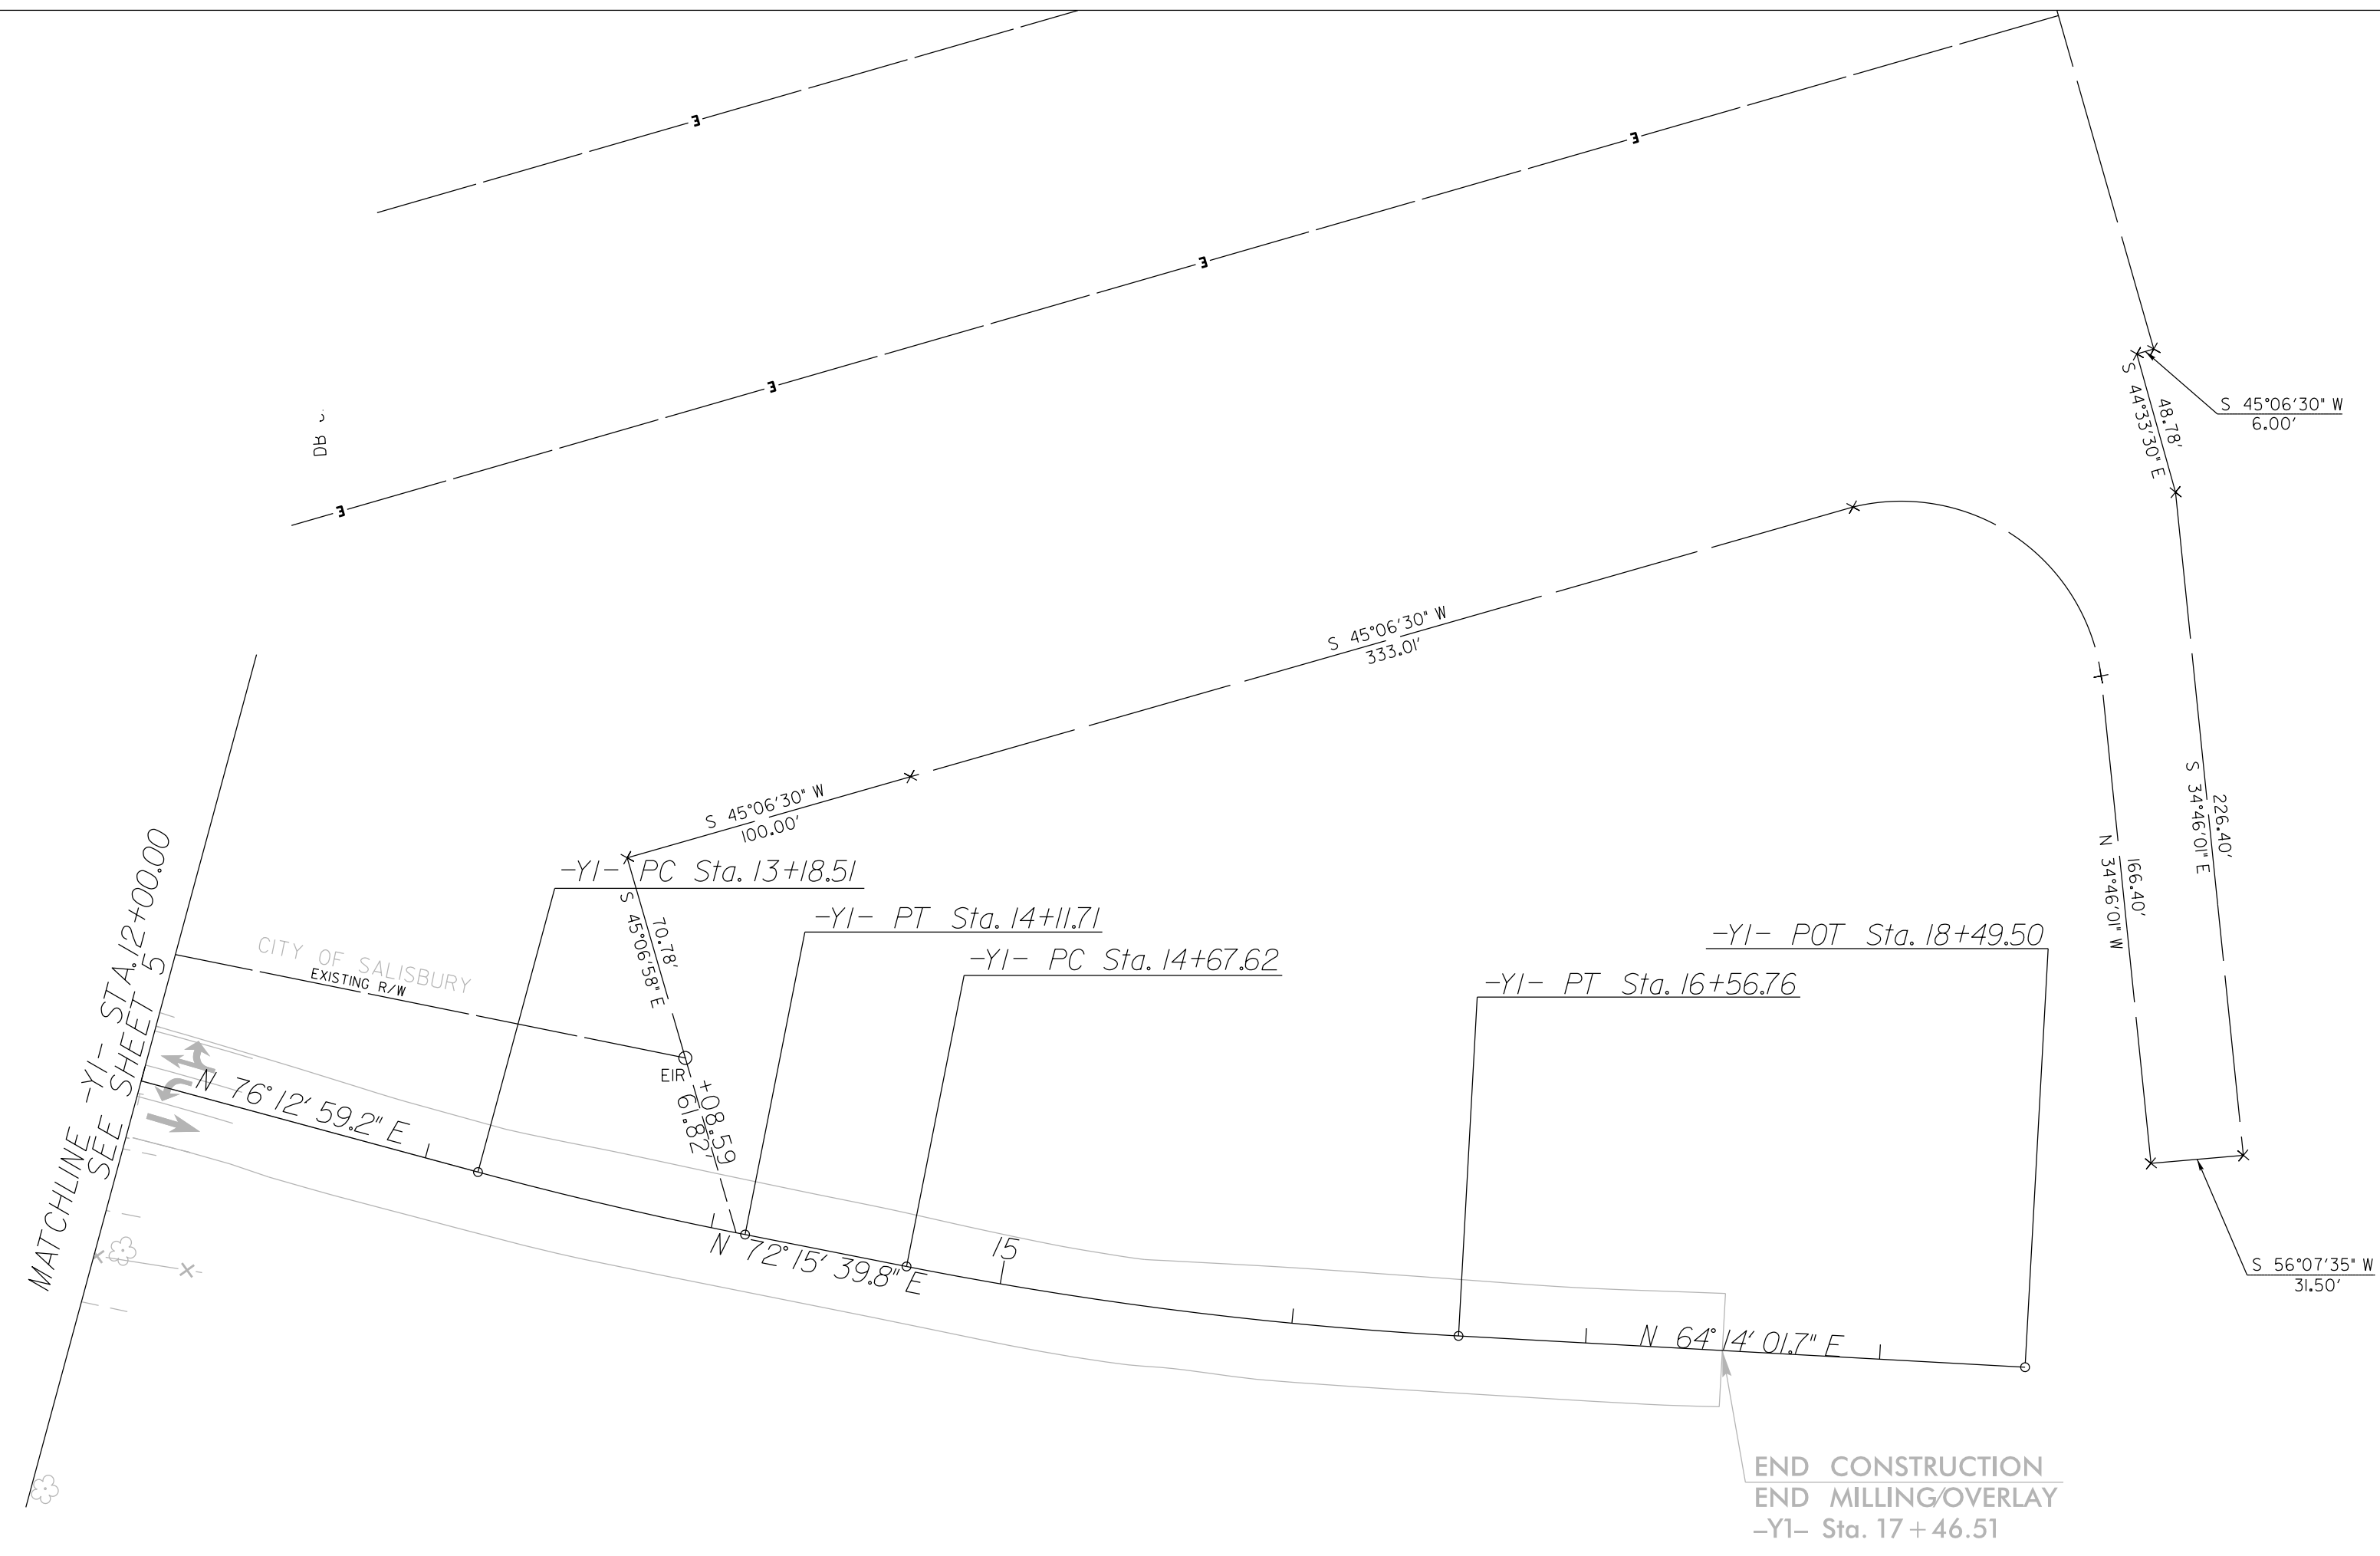 E
E
E
E
E
DR
S 45°06'30" W
6.00'
48.78'
S 44°33'30" E
S 45°06'30" W
333.01'
S 45°06'30" W
100.00'
226.40'
S 34°46'01" E
166.40'
N 34°46'01" W
-Y1- PC Sta. 13+18.51
70.78'
S 45°06'58" E
-Y1- PT Sta. 14+11.71
-Y1- PC Sta. 14+67.62
-Y1- POT Sta. 18+49.50
-Y1- PT Sta. 16+56.76
MATCHLINE -Y1- STA. 12+00.00
SEE SHEET 5
CITY OF SALISBURY
EXISTING R/W
EIR
+08.59
61.82'
N 76°12' 59.2" E
N 72°15' 39.8" E
15
N 64°14' 01.7" E
S 56°07'35" W
31.50'
END CONSTRUCTION
END MILLING/OVERLAY
-Y1- Sta. 17+46.51